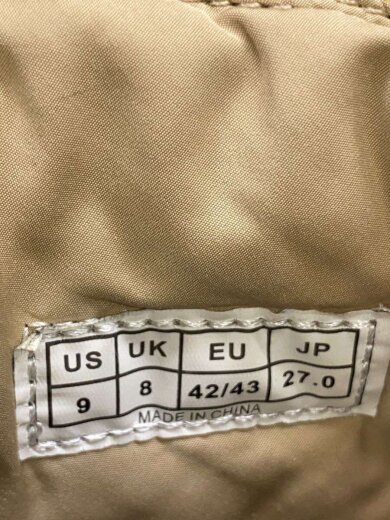 US UK EU JP
9 8 42/43 27.0
MADE IN CHINA